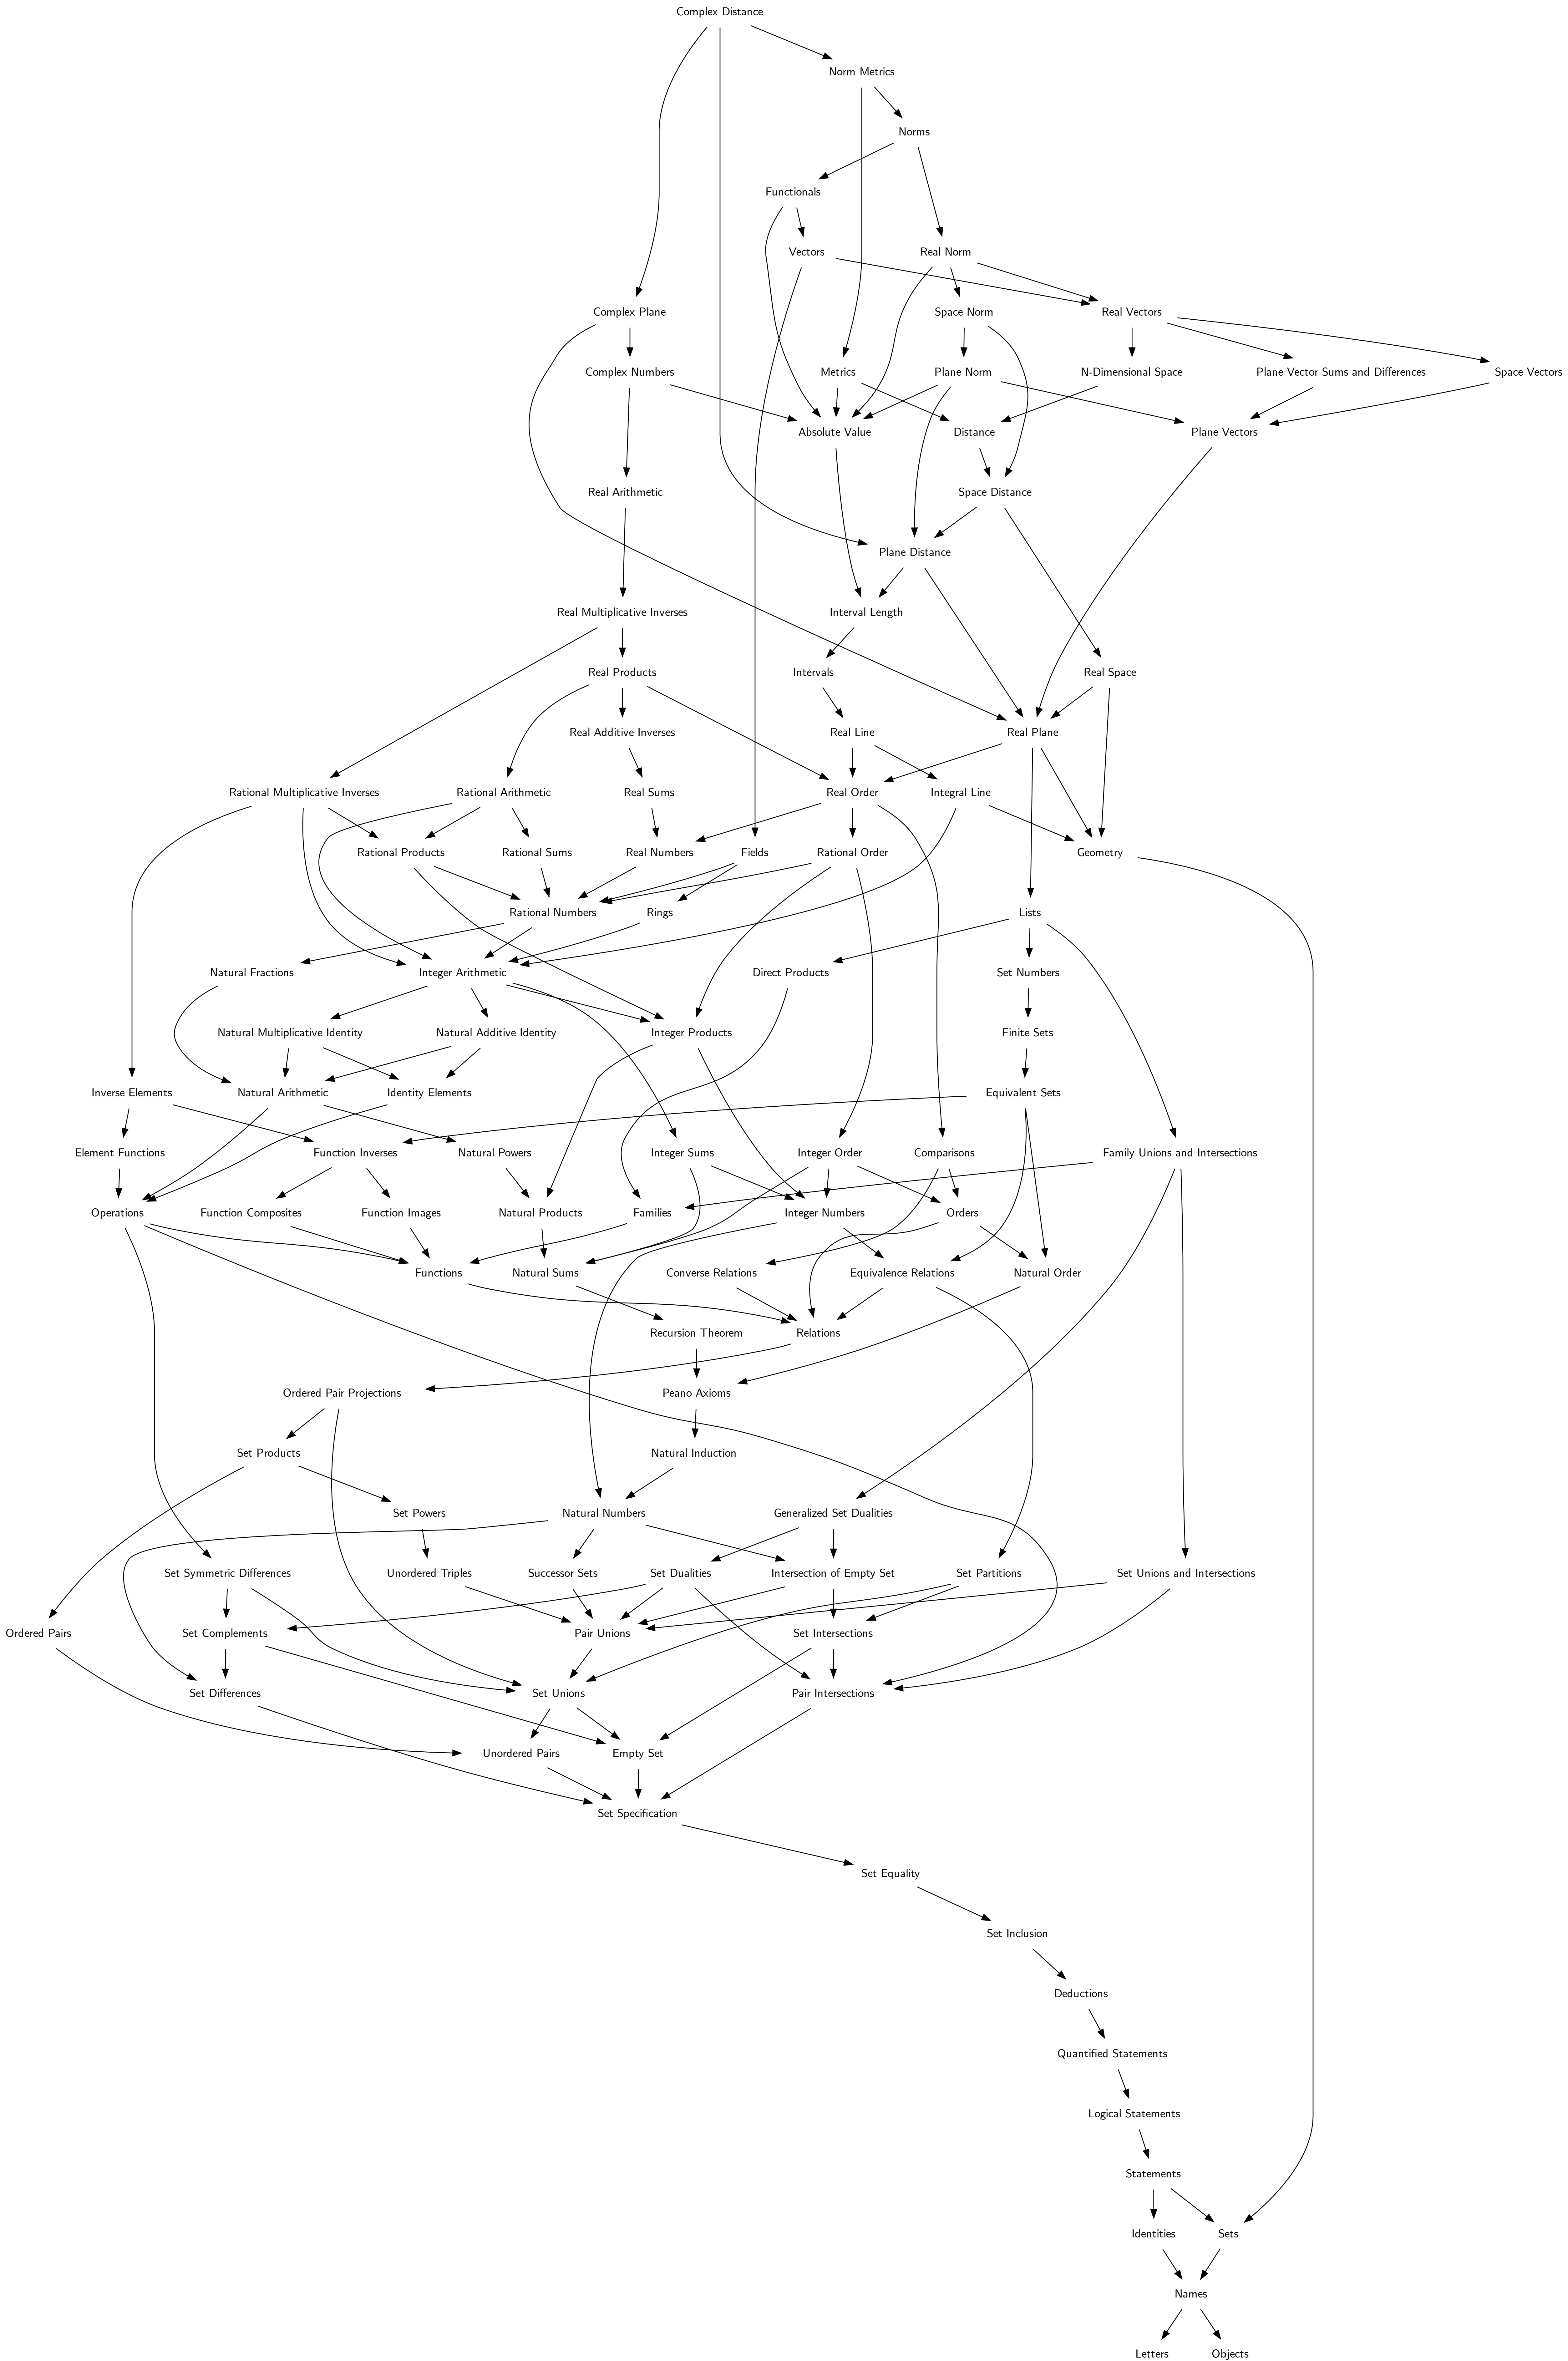 Complex Distance
Norm Metrics
Norms
Functionals
Vectors
Real Norm
Complex Plane
Space Norm
Real Vectors
Complex Numbers
Metrics
Plane Norm
N-Dimensional Space
Plane Vector Sums and Differences
Space Vectors
Absolute Value
Distance
Plane Vectors
Real Arithmetic
Space Distance
Plane Distance
Real Multiplicative Inverses
Interval Length
Real Products
Intervals
Real Space
Real Additive Inverses
Real Line
Real Plane
Rational Multiplicative Inverses
Rational Arithmetic
Real Sums
Real Order
Integral Line
Rational Products
Rational Sums
Real Numbers
Fields
Rational Order
Geometry
Rational Numbers
Rings
Lists
Natural Fractions
Integer Arithmetic
Direct Products
Set Numbers
Natural Multiplicative Identity
Natural Additive Identity
Integer Products
Finite Sets
Inverse Elements
Natural Arithmetic
Identity Elements
Equivalent Sets
Element Functions
Function Inverses
Natural Powers
Integer Sums
Integer Order
Comparisons
Family Unions and Intersections
Operations
Function Composites
Function Images
Natural Products
Families
Integer Numbers
Orders
Functions
Natural Sums
Converse Relations
Equivalence Relations
Natural Order
Recursion Theorem
Relations
Ordered Pair Projections
Peano Axioms
Set Products
Natural Induction
Set Powers
Natural Numbers
Generalized Set Dualities
Set Symmetric Differences
Unordered Triples
Successor Sets
Set Dualities
Intersection of Empty Set
Set Partitions
Set Unions and Intersections
Ordered Pairs
Set Complements
Pair Unions
Set Intersections
Set Differences
Set Unions
Pair Intersections
Unordered Pairs
Empty Set
Set Specification
Set Equality
Set Inclusion
Deductions
Quantified Statements
Logical Statements
Statements
Identities
Sets
Names
Letters
Objects